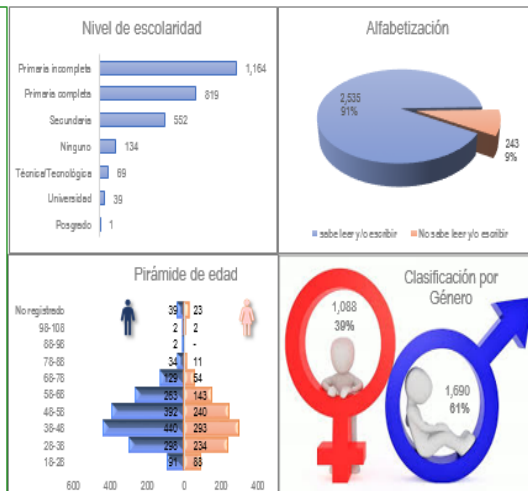 Nivel de escolaridad
Primaria incompleta 1,164
Primaria completa 819
Secundaria 552
Ninguno 134
Técnica/Tecnológica 69
Universidad 39
Posgrado 1
Alfabetización
2,535
91%
243
9%
sabe leer y/o escribir No sabe leer y/o escribir
Pirámide de edad
No registrado 39 23
98-108 2 2
88-98 2 -
78-88 34 11
68-78 129 54
58-68 263 143
48-58 392 240
38-48 440 293
28-38 298 234
18-28 91 88
600 400 200 0 200 400
Clasificación por
Género
1,088
39%
1,690
61%